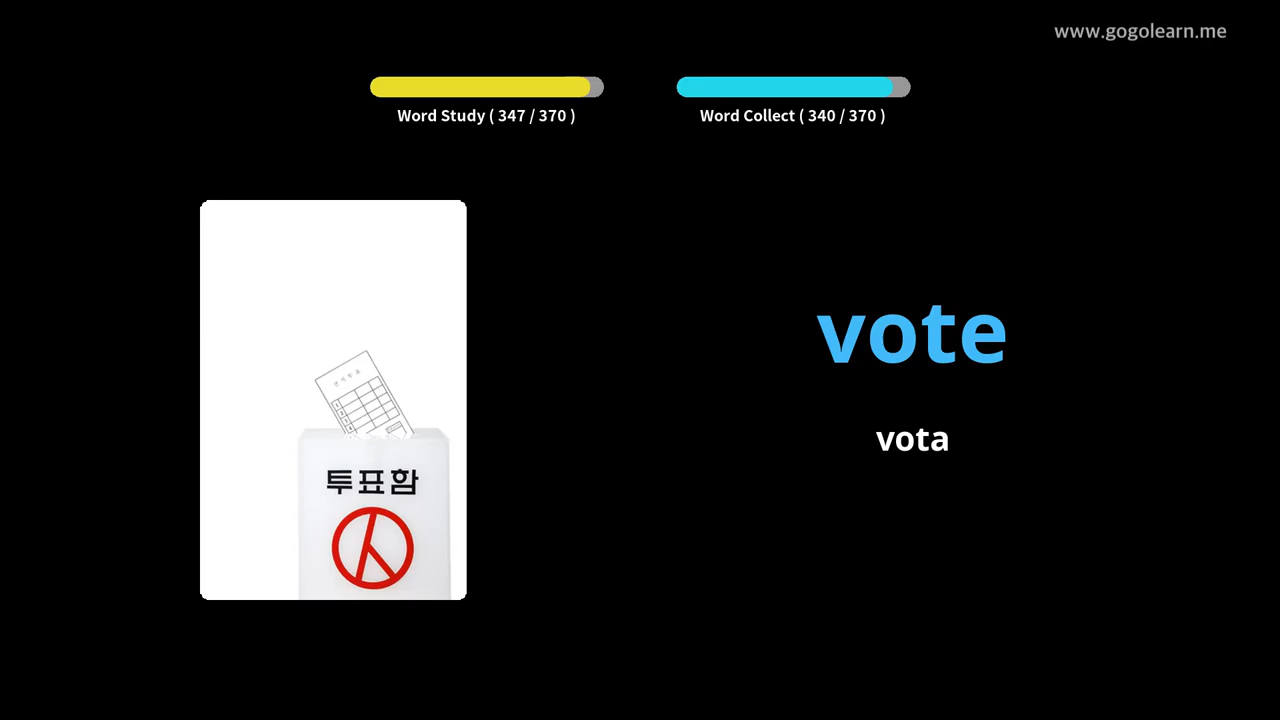 www.gogolearn.me
Word Study ( 347 / 370 )
Word Collect ( 340 / 370 )
vote
vota
투표함